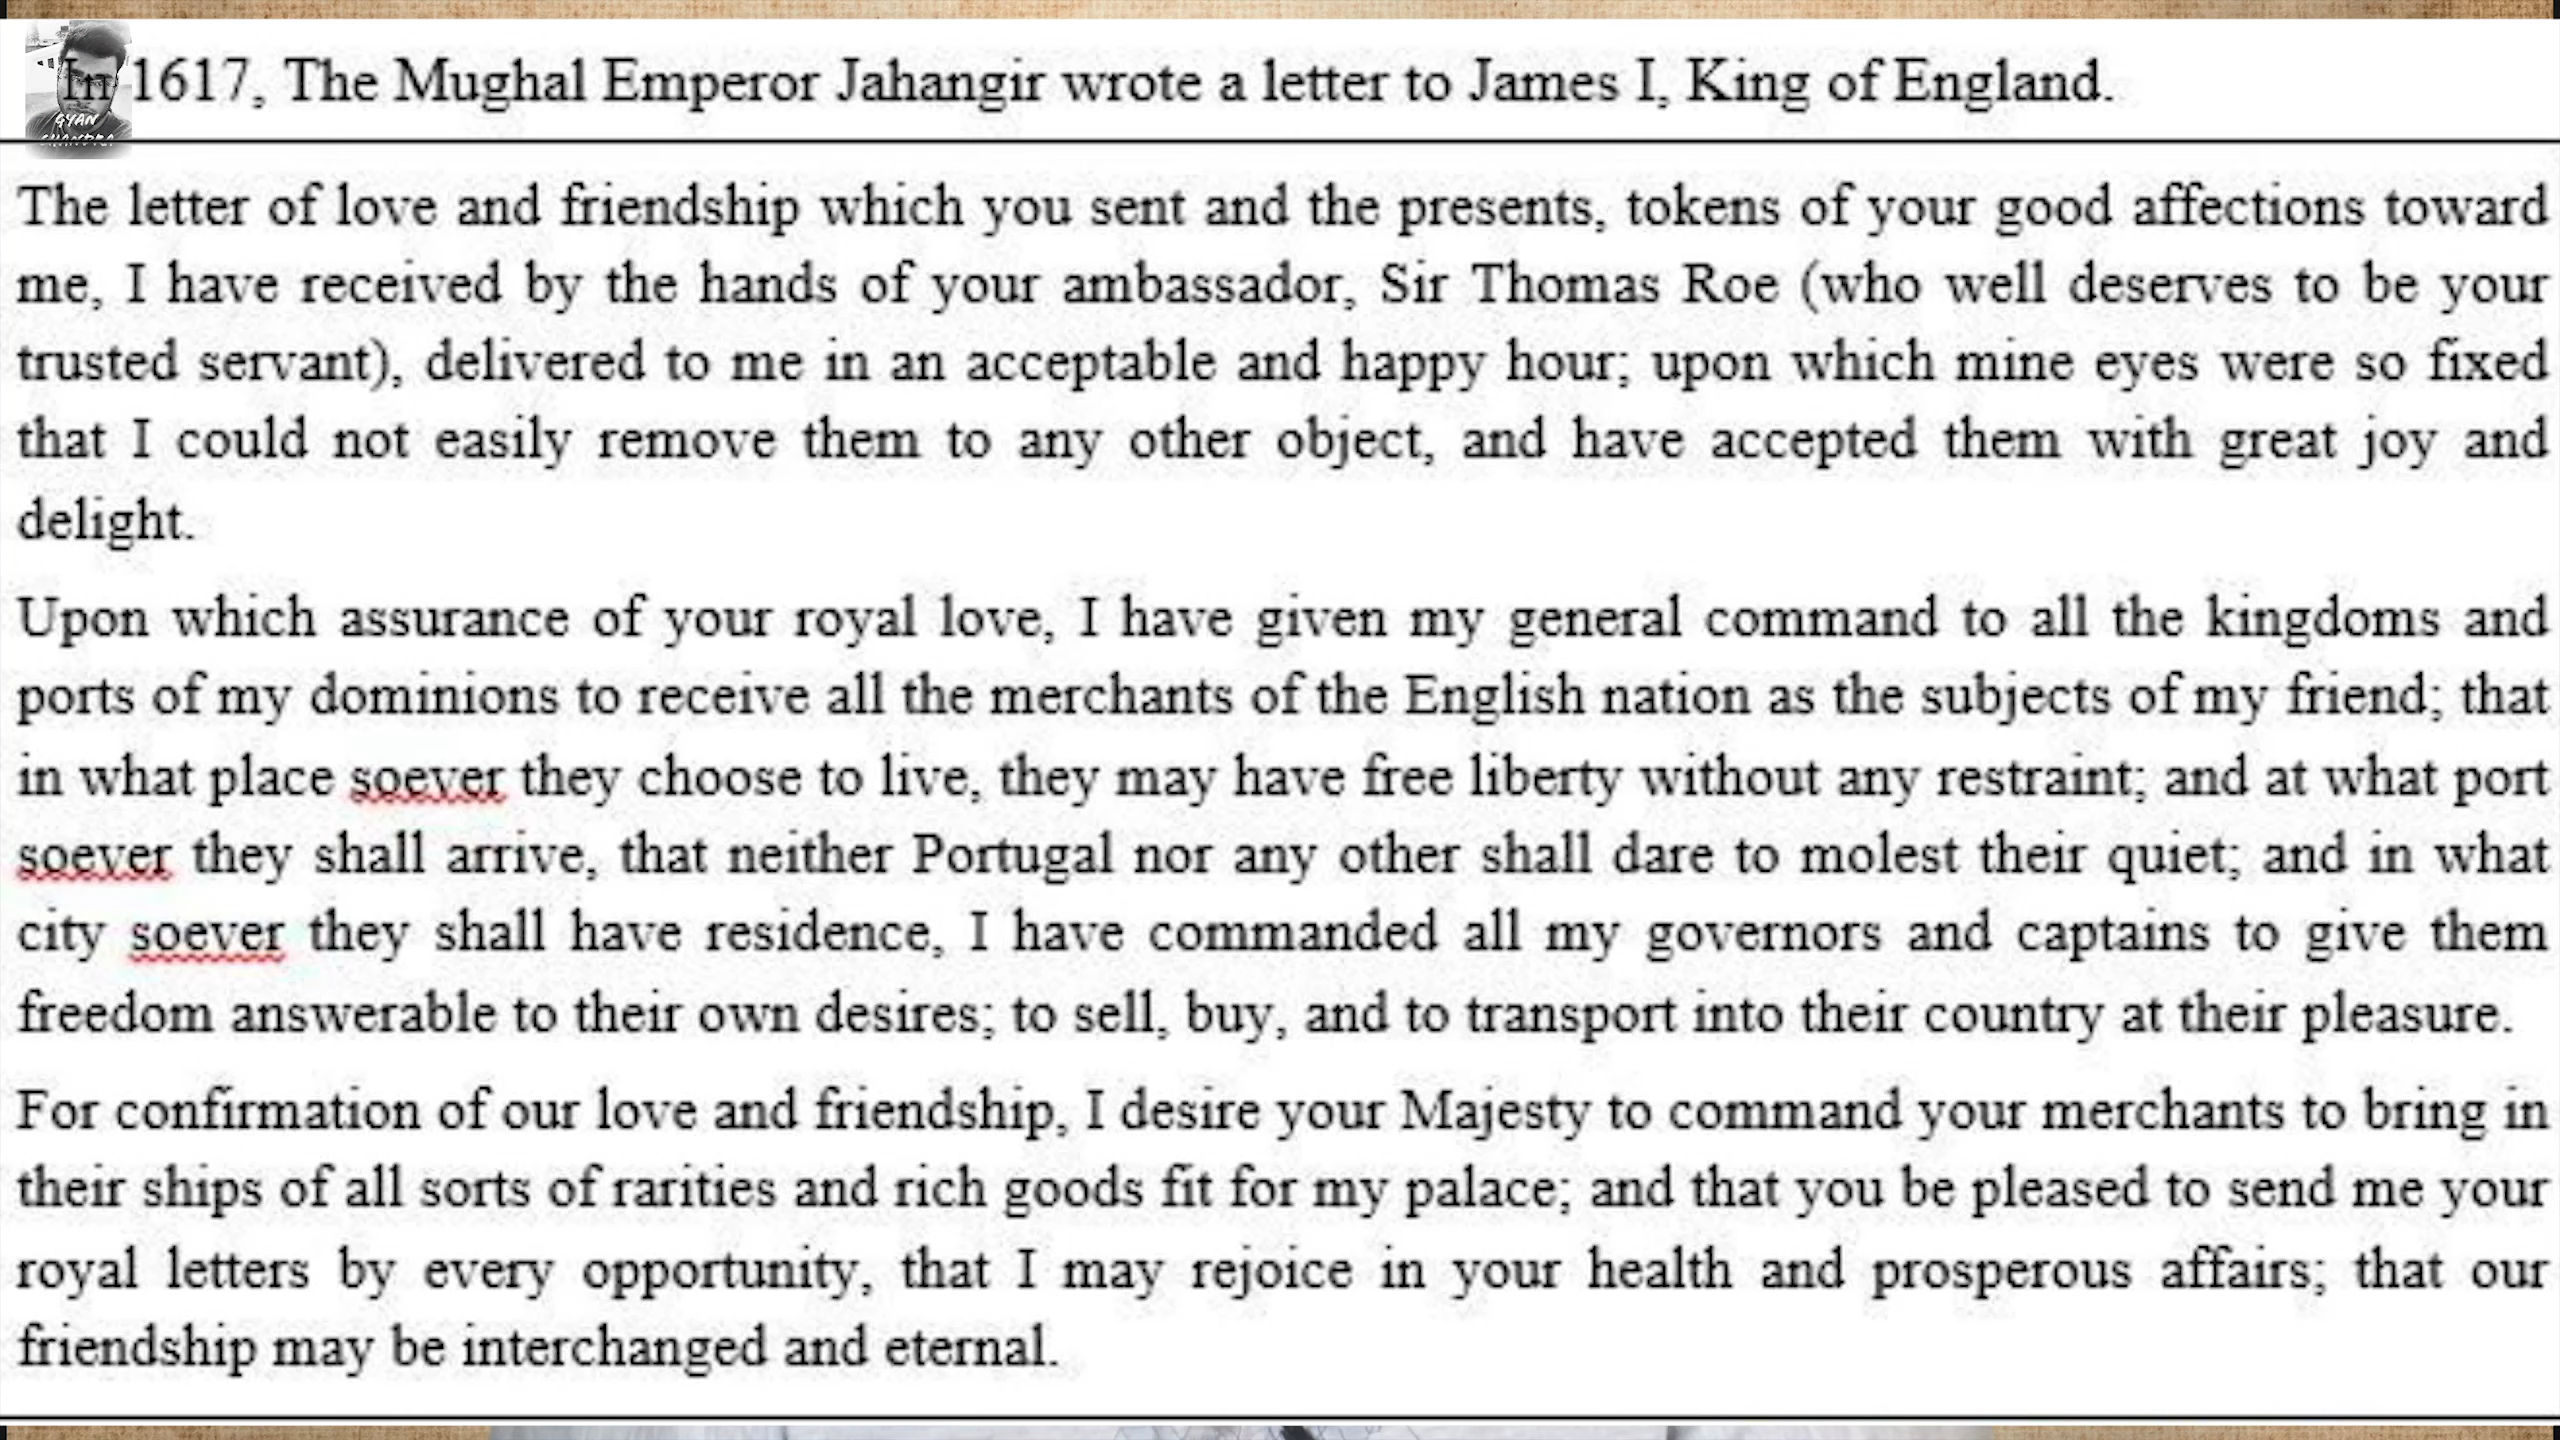 In 1617, The Mughal Emperor Jahangir wrote a letter to James I, King of England.
GYAN
CHANDRA
The letter of love and friendship which you sent and the presents, tokens of your good affections toward
me, I have received by the hands of your ambassador, Sir Thomas Roe (who well deserves to be your
trusted servant), delivered to me in an acceptable and happy hour; upon which mine eyes were so fixed
that I could not easily remove them to any other object, and have accepted them with great joy and
delight.
Upon which assurance of your royal love, I have given my general command to all the kingdoms and
ports of my dominions to receive all the merchants of the English nation as the subjects of my friend; that
in what place soever they choose to live, they may have free liberty without any restraint; and at what port
soever they shall arrive, that neither Portugal nor any other shall dare to molest their quiet; and in what
city soever they shall have residence, I have commanded all my governors and captains to give them
freedom answerable to their own desires; to sell, buy, and to transport into their country at their pleasure.
For confirmation of our love and friendship, I desire your Majesty to command your merchants to bring in
their ships of all sorts of rarities and rich goods fit for my palace; and that you be pleased to send me your
royal letters by every opportunity, that I may rejoice in your health and prosperous affairs; that our
friendship may be interchanged and eternal.